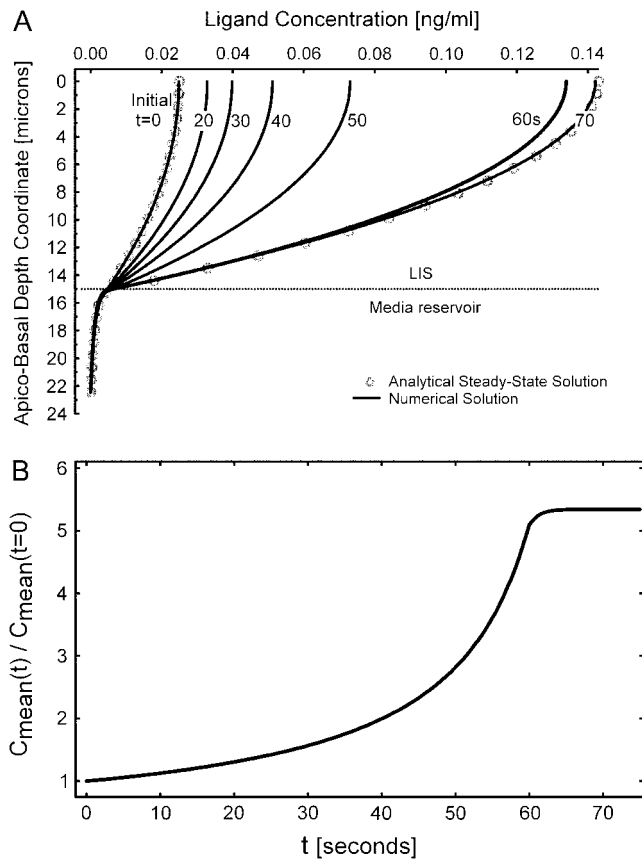 A
Ligand Concentration [ng/ml]
0.00 0.02 0.04 0.06 0.08 0.10 0.12 0.14
Apico-Basal Depth Coordinate [microns]
0
2
4
6
8
10
12
14
16
18
20
22
24
Initial
t=0 20 30 40 50 60s 70
LIS
Media reservoir
Analytical Steady-State Solution
Numerical Solution
B
Cmean(t) / Cmean(t=0)
6
5
4
3
2
1
0 10 20 30 40 50 60 70
t [seconds]